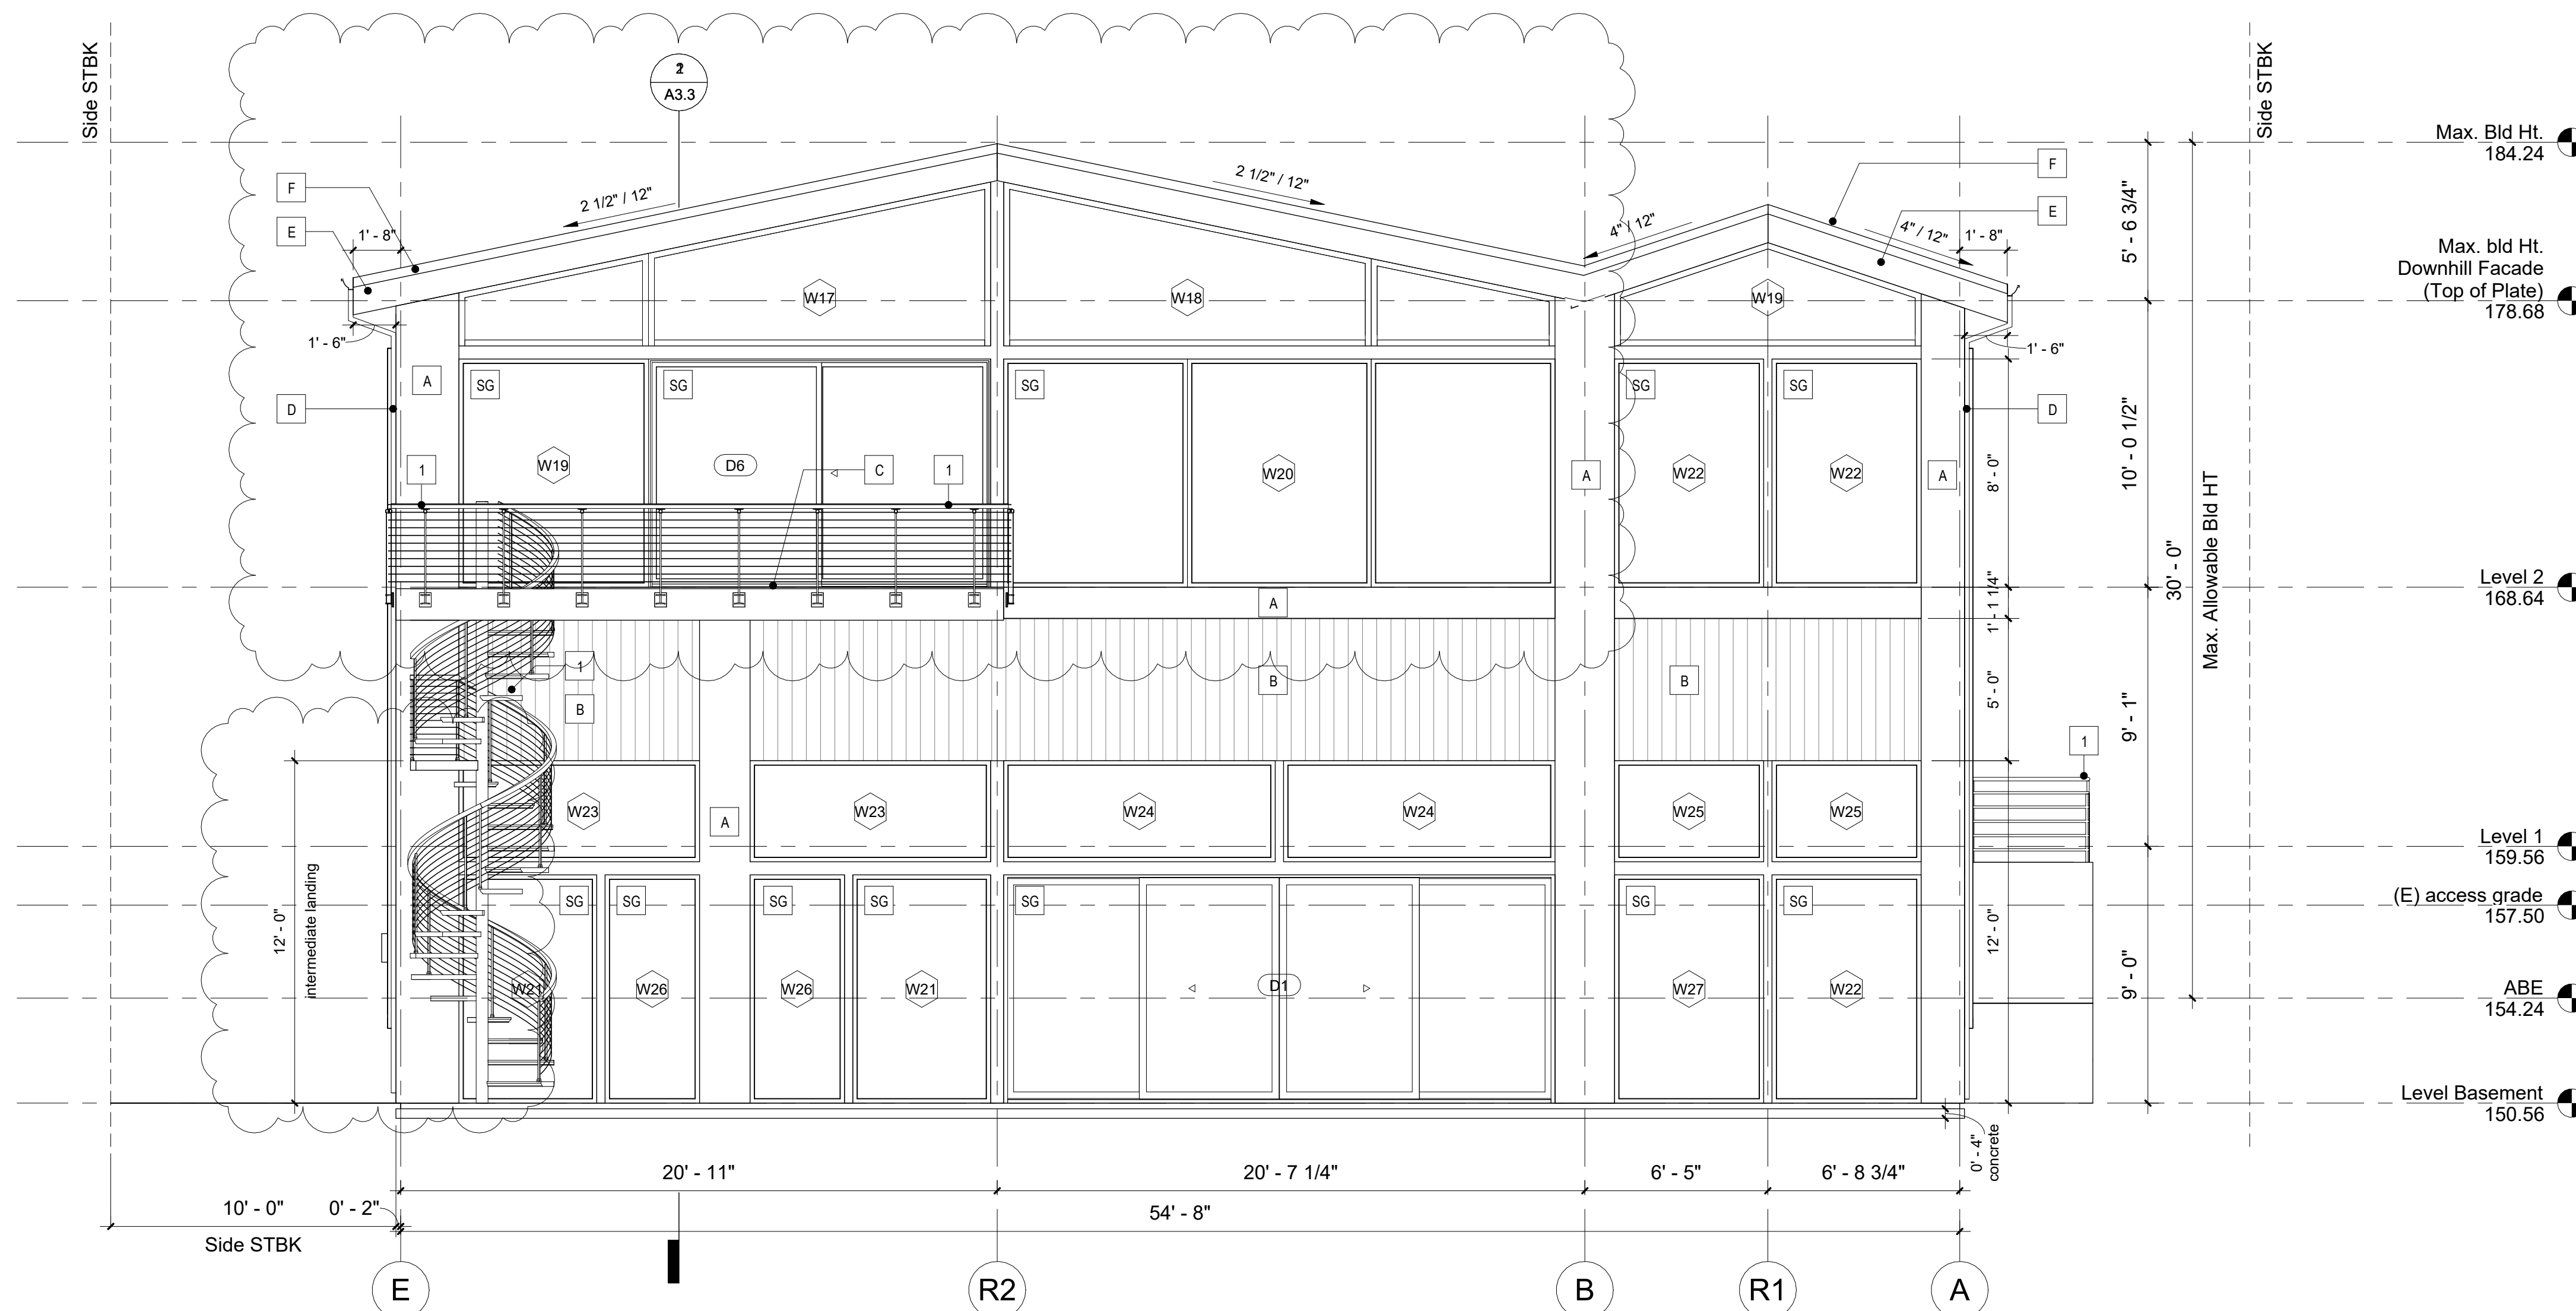 Side STBK
Side STBK
2
A3.3
Max. Bld Ht.
184.24
F
E
1' - 8"
2 1/2" / 12"
2 1/2" / 12"
4" / 12"
4" / 12"
1' - 8"
F
E
5' - 6 3/4"
Max. bld Ht.
Downhill Facade
(Top of Plate)
178.68
W17
W18
W19
1' - 6"
1' - 6"
A
SG
SG
SG
SG
SG
D
D
1
W19
D6
C
1
W20
A
W22
W22
A
8' - 0"
10' - 0 1/2"
Max. Allowable Bld HT
30' - 0"
Level 2
168.64
A
1' - 1 1/4"
1
B
B
B
5' - 0"
9' - 1"
1
W23
A
W23
W24
W24
W25
W25
Level 1
159.56
12' - 0"
intermediate landing
SG
SG
SG
SG
SG
SG
SG
12' - 0"
(E) access grade
157.50
W21
W26
W26
W21
D1
W27
W22
9' - 0"
ABE
154.24
Level Basement
150.56
0' - 4"
concrete
20' - 11"
20' - 7 1/4"
6' - 5"
6' - 8 3/4"
10' - 0"
0' - 2"
54' - 8"
Side STBK
E
R2
B
R1
A